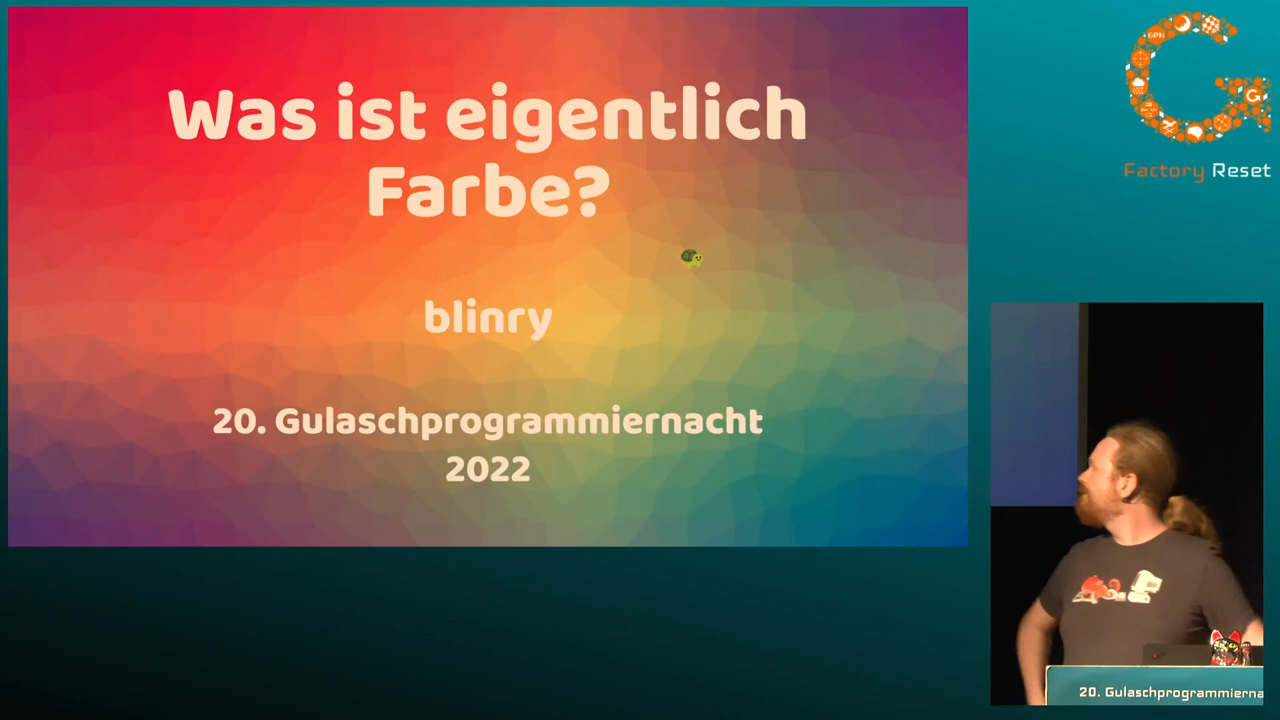 Was ist eigentlich
Farbe?
blinry
20. Gulaschprogrammiernacht
2022
GPN
Factory Reset
20. Gulaschprogrammierna